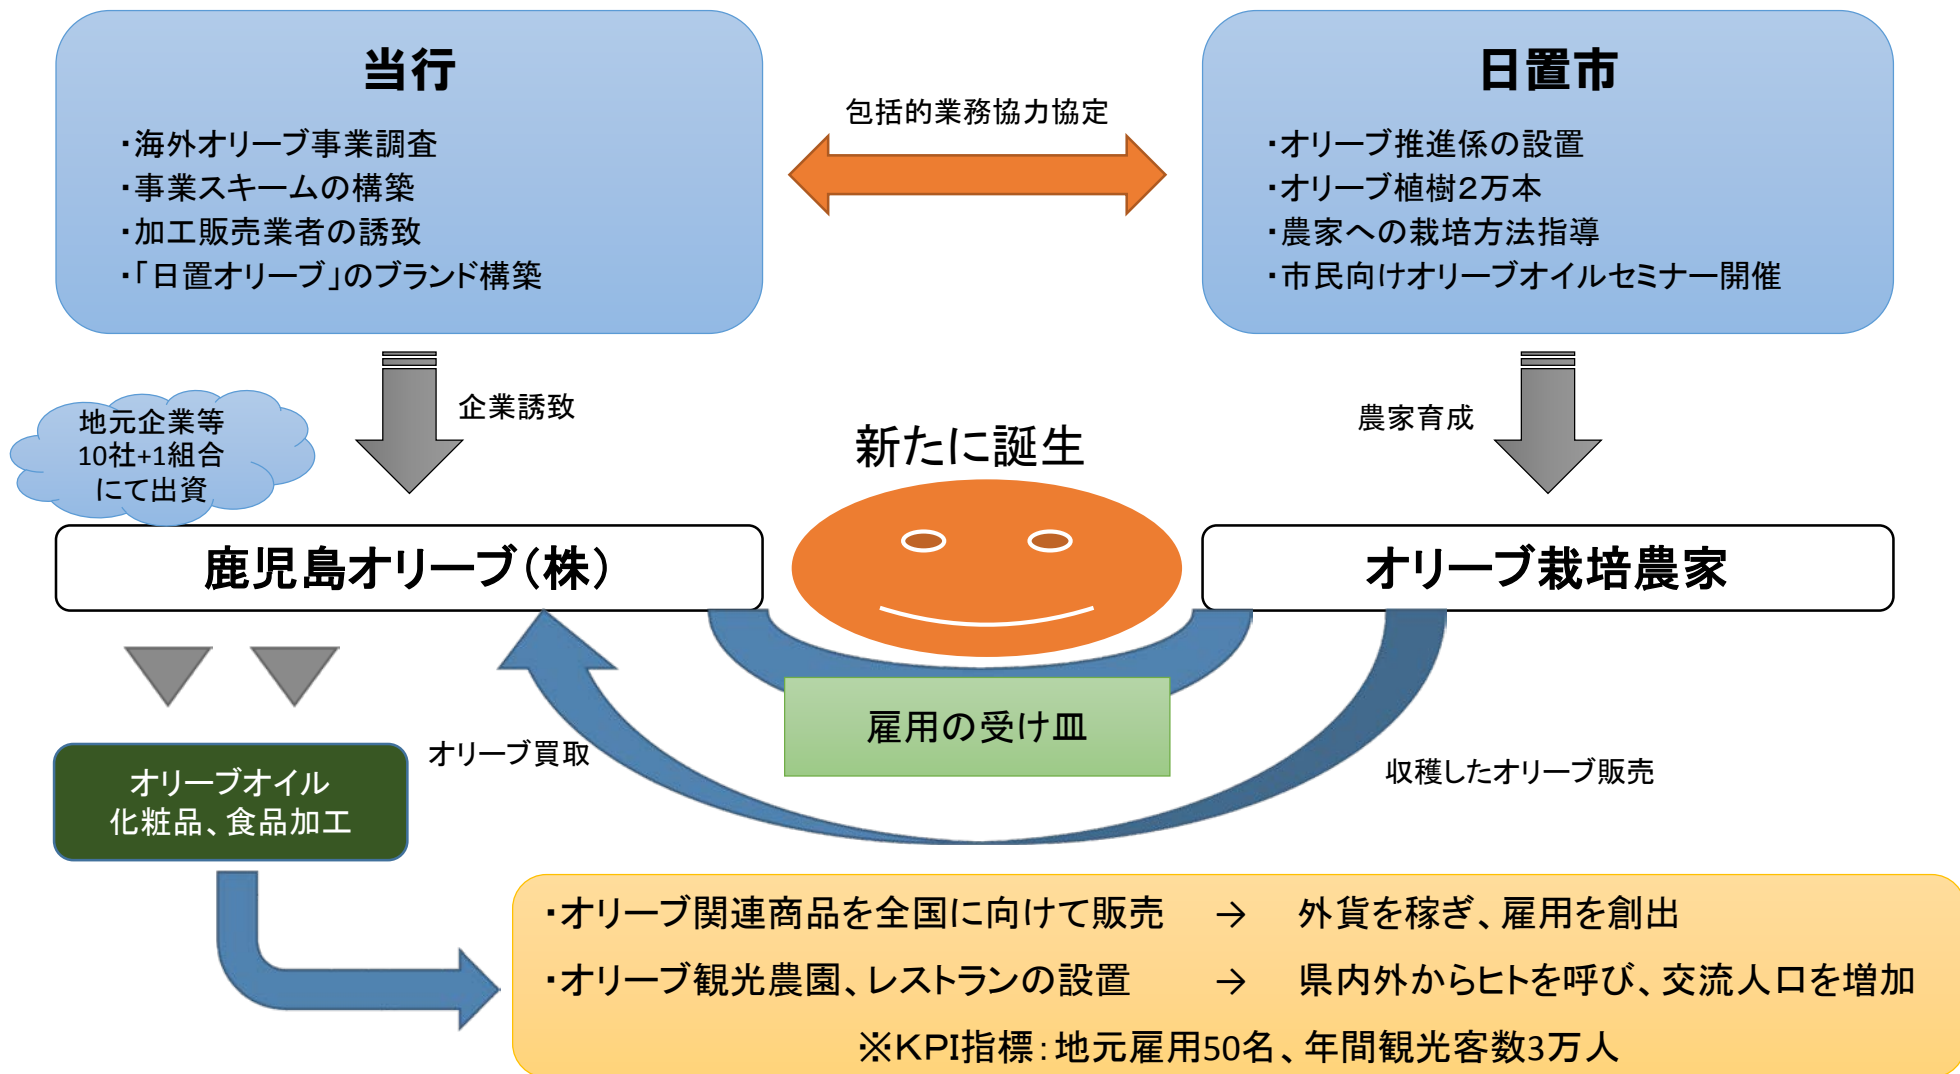 当行
・海外オリーブ事業調査
・事業スキームの構築
・加工販売業者の誘致
・「日置オリーブ」のブランド構築
包括的業務協力協定
日置市
・オリーブ推進係の設置
・オリーブ植樹２万本
・農家への栽培方法指導
・市民向けオリーブオイルセミナー開催
企業誘致
農家育成
地元企業等
10社+1組合
にて出資
新たに誕生
鹿児島オリーブ（株）
オリーブ栽培農家
雇用の受け皿
オリーブ買取
収穫したオリーブ販売
オリーブオイル
化粧品、食品加工
・オリーブ関連商品を全国に向けて販売　→　外貨を稼ぎ、雇用を創出
・オリーブ観光農園、レストランの設置　→　県内外からヒトを呼び、交流人口を増加
※ＫＰＩ指標：地元雇用50名、年間観光客数3万人